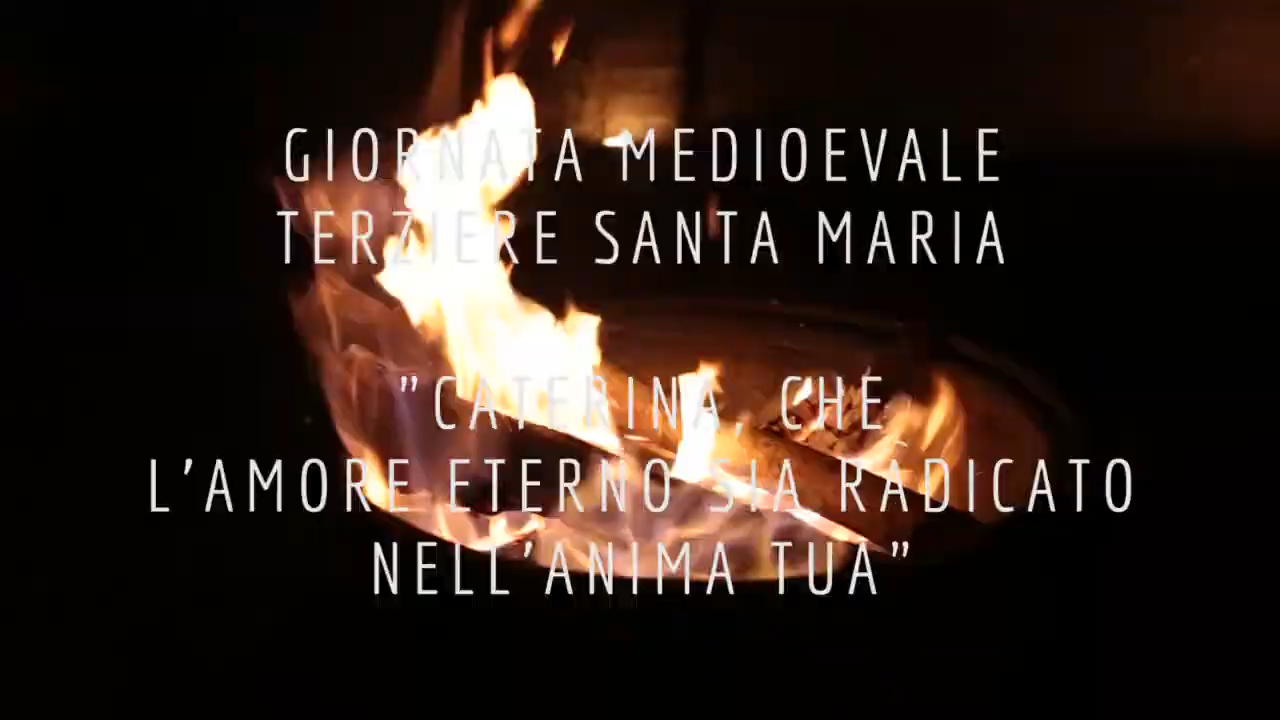 GIORNATA MEDIOEVALE
TERZIERE SANTA MARIA
"CATERINA, CHE
L'AMORE ETERNO SIA RADICATO
NELL'ANIMA TUA"